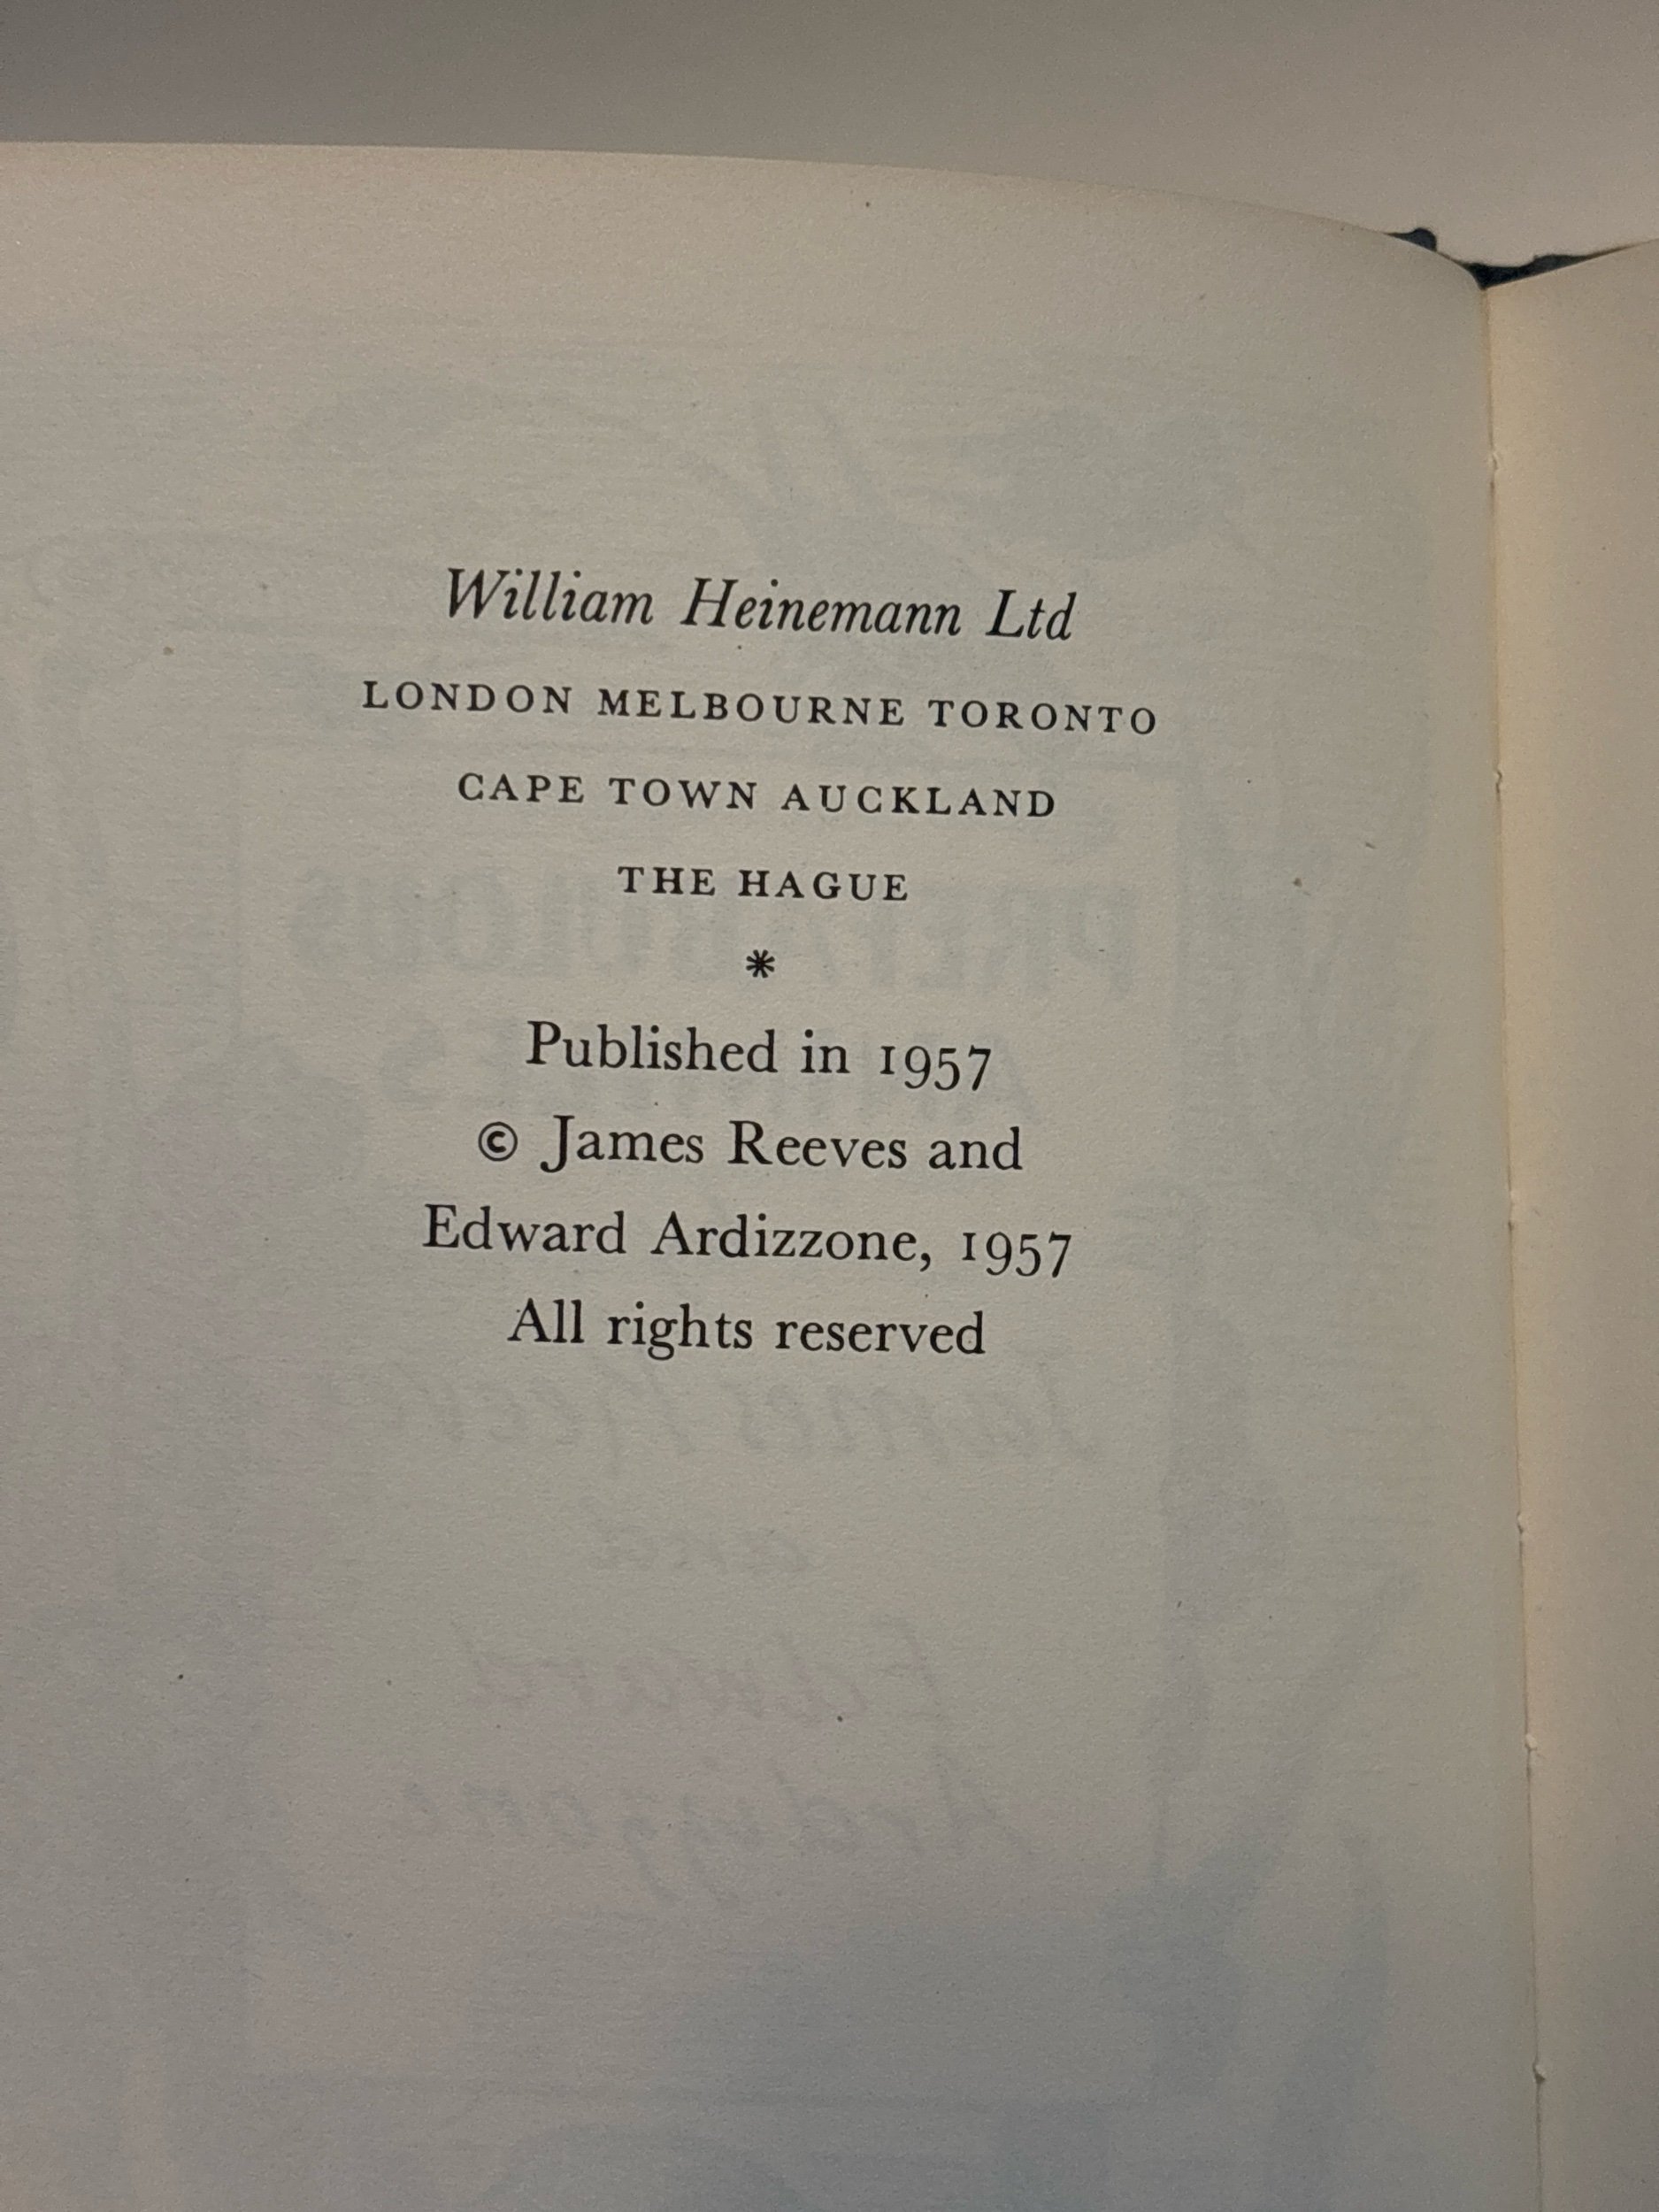 William Heinemann Ltd
LONDON MELBOURNE TORONTO
CAPE TOWN AUCKLAND
THE HAGUE
*
Published in 1957
© James Reeves and
Edward Ardizzone, 1957
All rights reserved